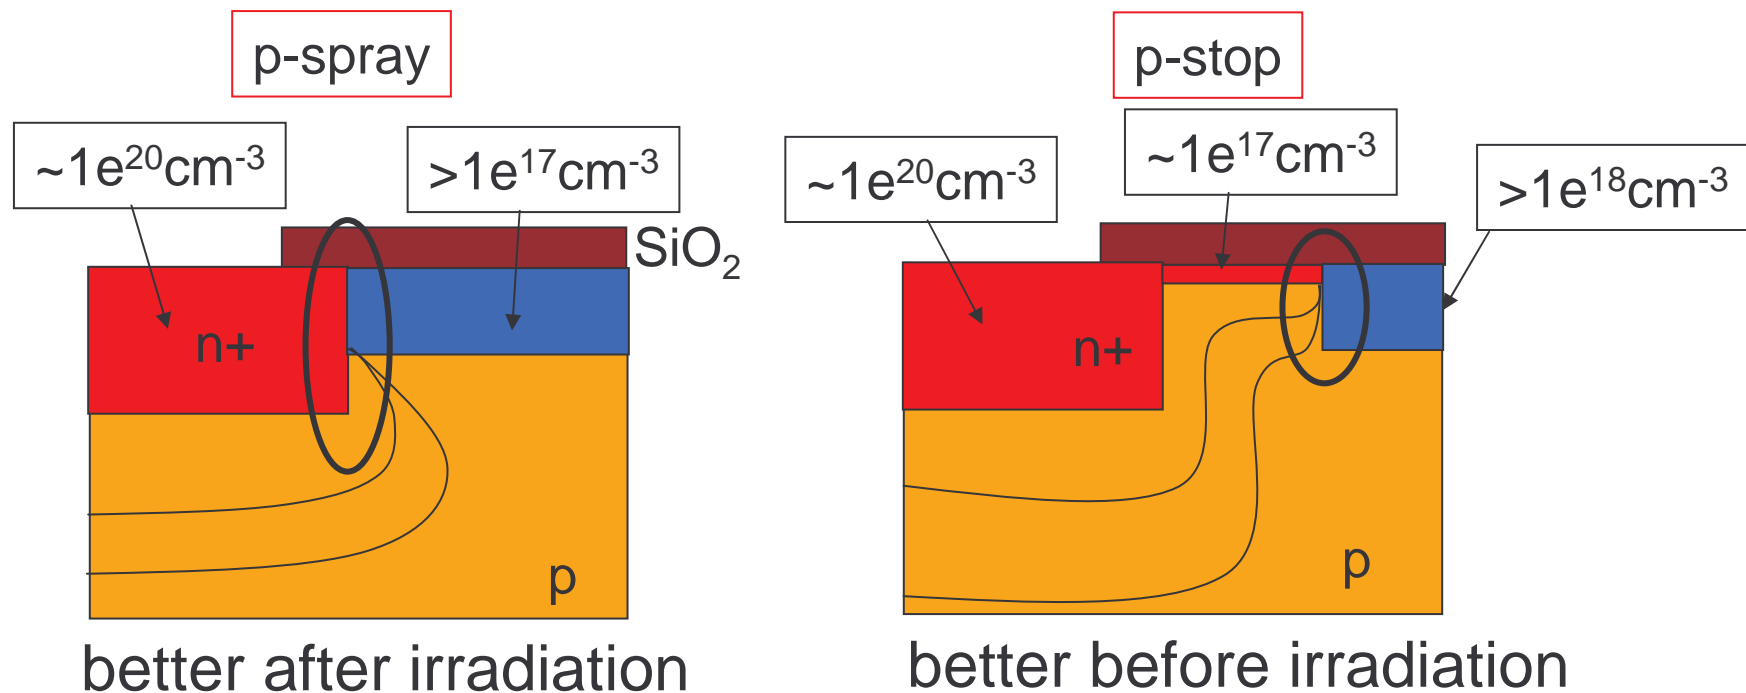 p-spray
~1e²⁰cm⁻³
>1e¹⁷cm⁻³
SiO₂
n+
p
better after irradiation
p-stop
~1e²⁰cm⁻³
~1e¹⁷cm⁻³
>1e¹⁸cm⁻³
n+
p
better before irradiation